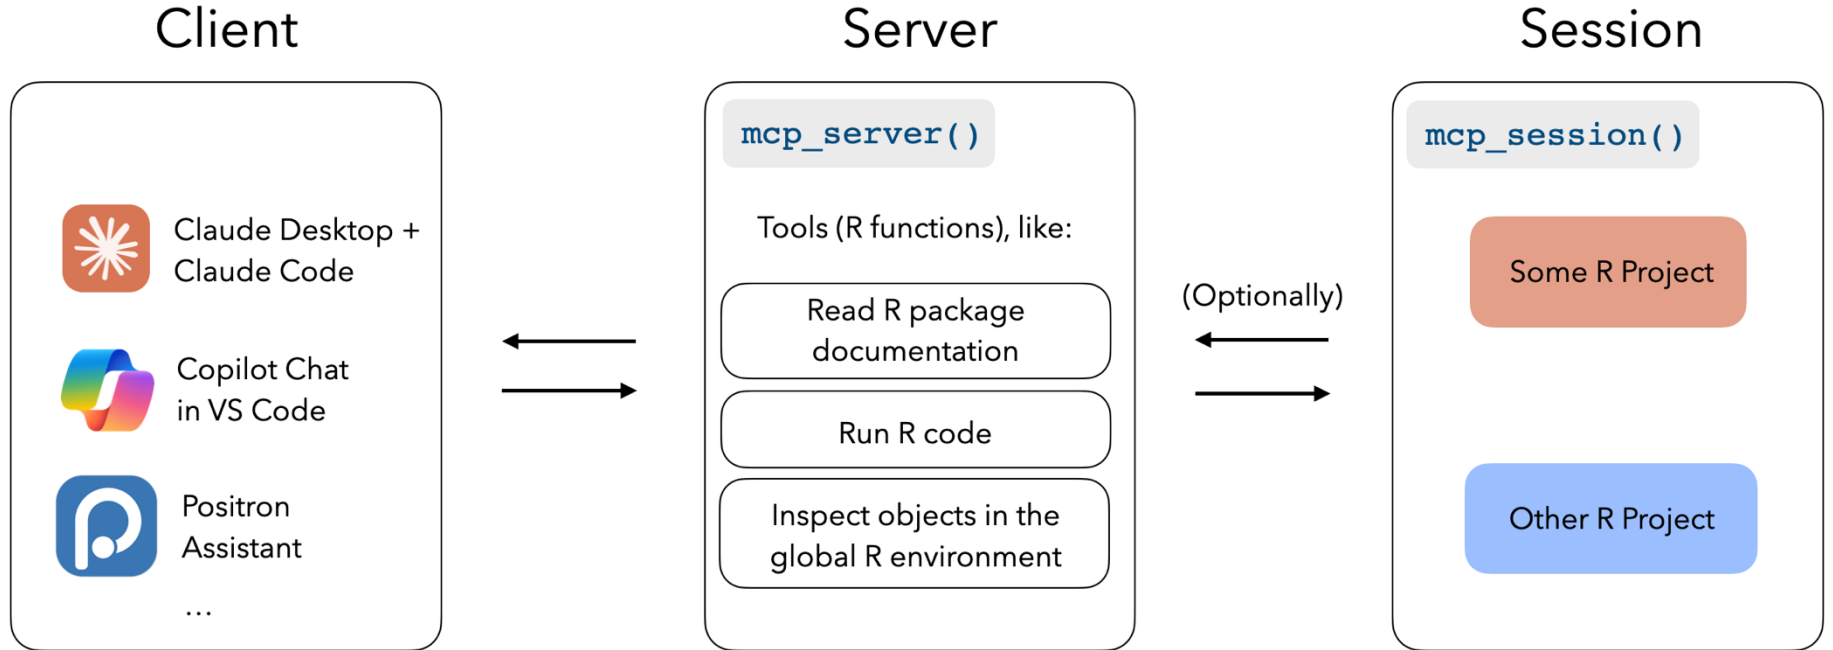 Client
Claude Desktop +
Claude Code
Copilot Chat
in VS Code
Positron
Assistant
...
Server
mcp_server()
Tools (R functions), like:
Read R package
documentation
Run R code
Inspect objects in the
global R environment
(Optionally)
Session
mcp_session()
Some R Project
Other R Project